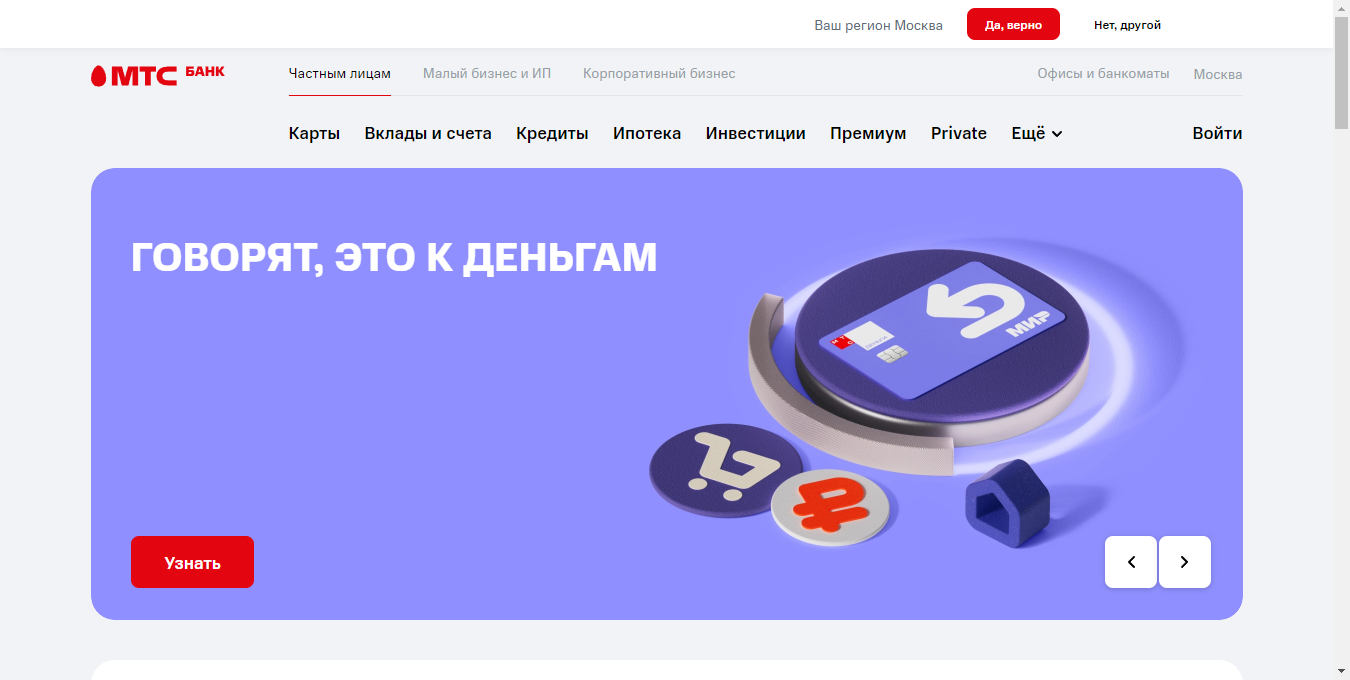 Ваш регион Москва Да, верно Нет, другой
МТС БАНК Частным лицам Малый бизнес и ИП Корпоративный бизнес Офисы и банкоматы Москва
Карты Вклады и счета Кредиты Ипотека Инвестиции Премиум Private Ещё Войти
ГОВОРЯТ, ЭТО К ДЕНЬГАМ
МИР
Узнать